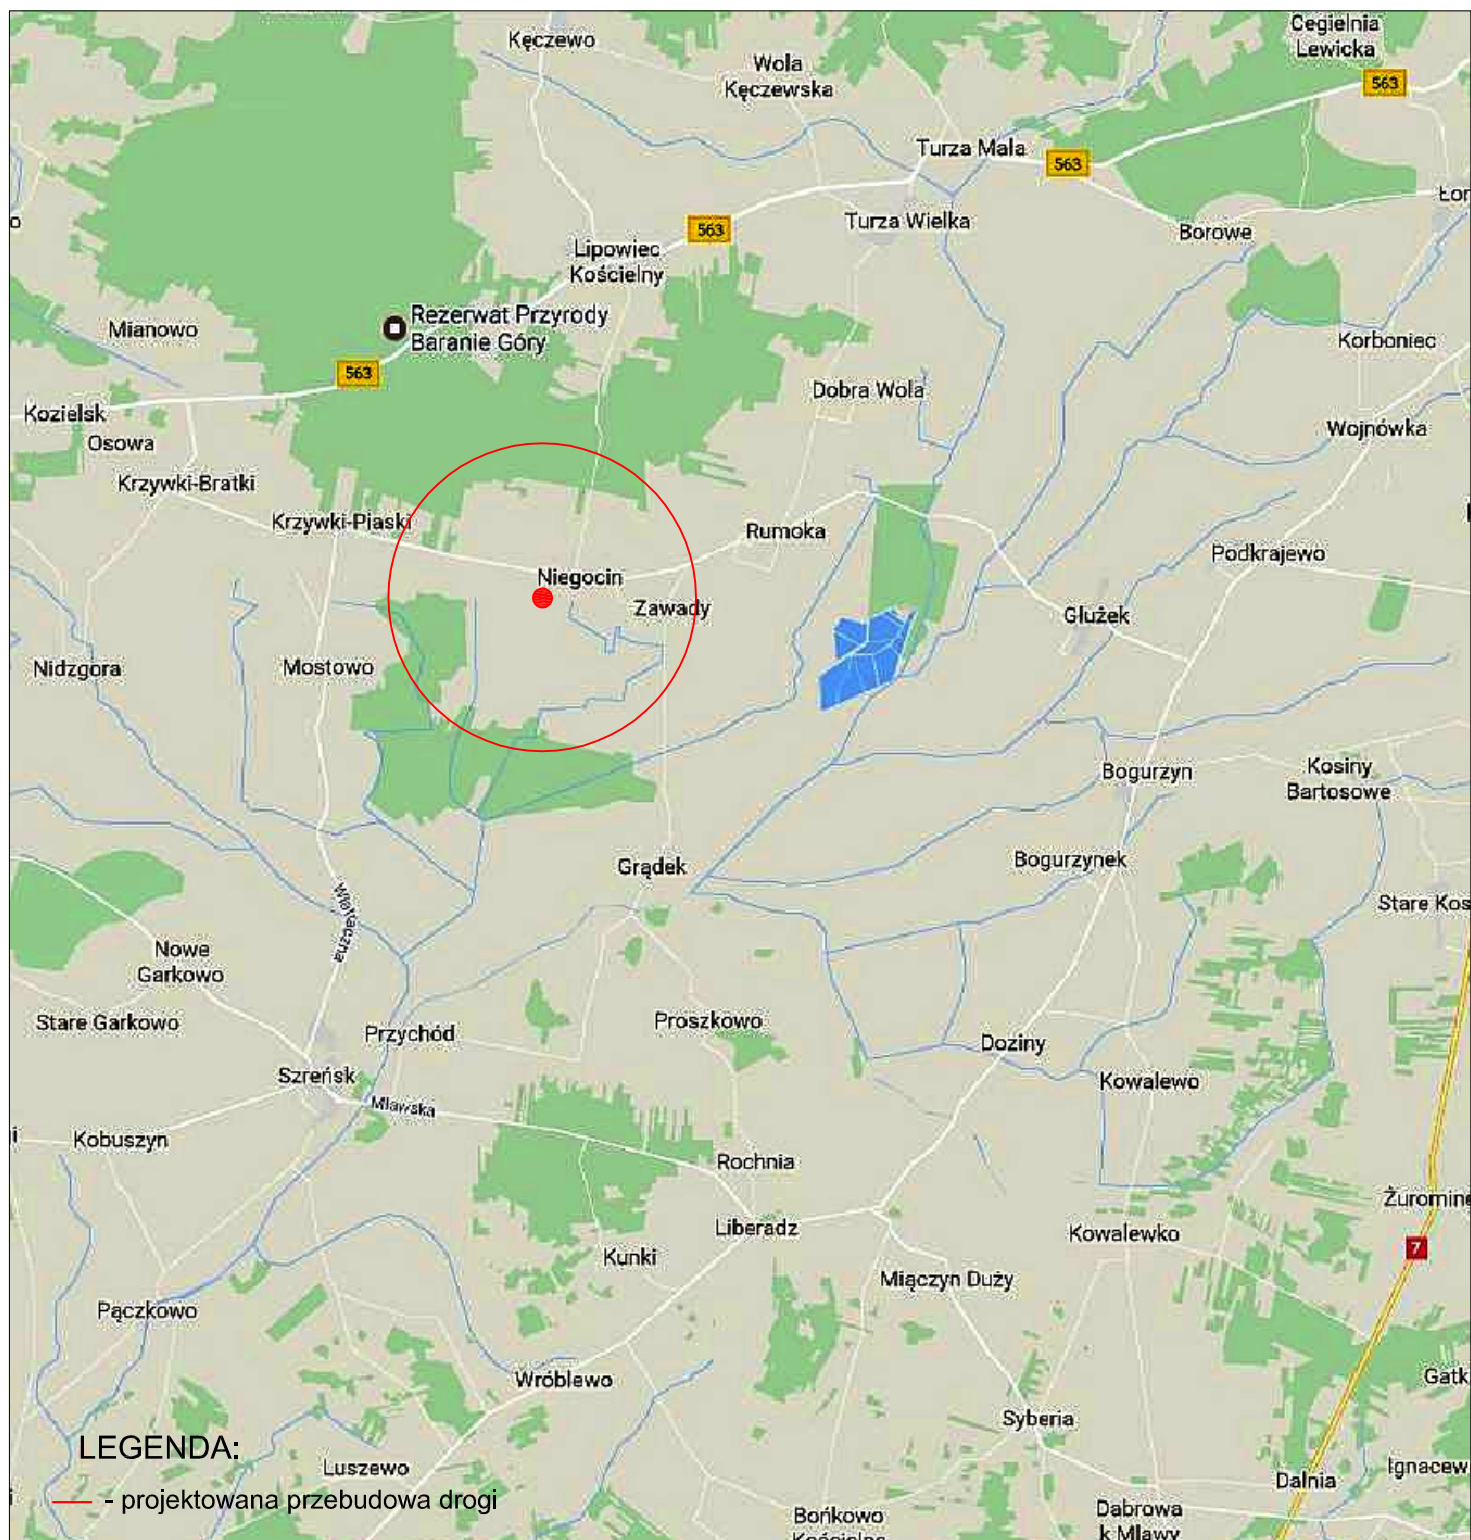 Kęczewo
Cegielnia
Lewicka
Wola
Kęczewska
563
Turza Mała
563
Turza Wielka
563
Borowe
Lipowiec
Kościelny
Rezerwat Przyrody
Baranie Góry
Mianowo
Korboniec
563
Dobra Wola
Kozielsk
Osowa
Wojnówka
Krzywki-Bratki
Krzywki-Piaski
Rumoka
Podkrajewo
Niegocin
Zawady
Głużek
Nidzgora
Mostowo
Bogurzyn
Kosiny
Bartosowe
Grądek
Bogurzynek
Stare Kos
Nowe
Garkowo
Stare Garkowo
Przychód
Proszkowo
Doziny
Szreńsk
Kowalewo
Mławska
Kobuszyn
Rochnia
Żuromine
Liberadz
Kowalewko
7
Kunki
Miączyn Duży
Pączkowo
Wróblewo
Gatk
Syberia
LEGENDA:
Luszewo
Dalnia
Ignacew
- projektowana przebudowa drogi
Bońkowo
Kościelne
Dąbrowa
k Mławy